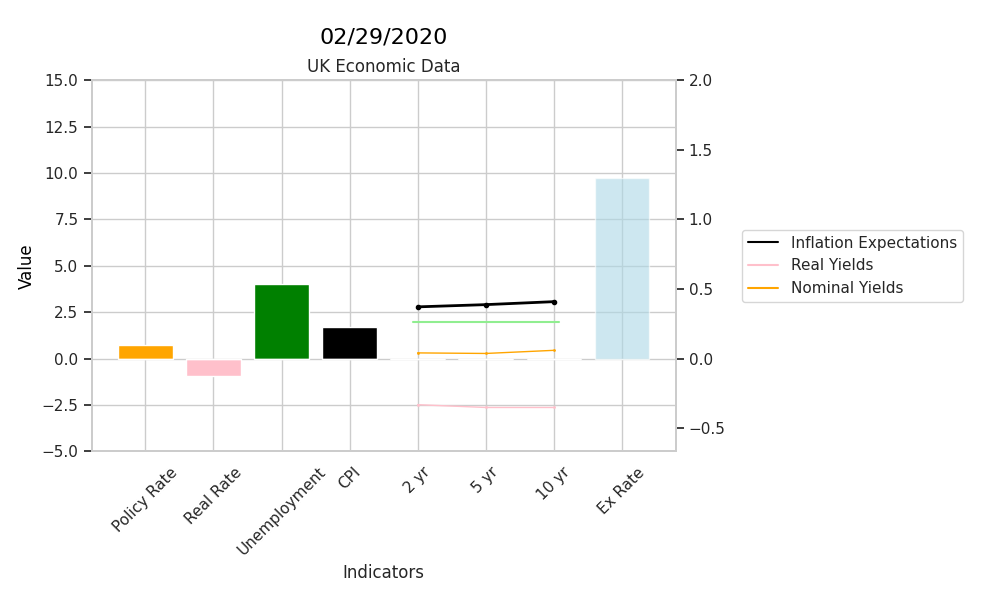 02/29/2020
UK Economic Data
15.0
12.5
10.0
7.5
5.0
2.5
0.0
−2.5
−5.0
Value
2.0
1.5
1.0
0.5
0.0
−0.5
Inflation Expectations
Real Yields
Nominal Yields
Policy Rate
Real Rate
Unemployment
CPI
2 yr
5 yr
10 yr
Ex Rate
Indicators